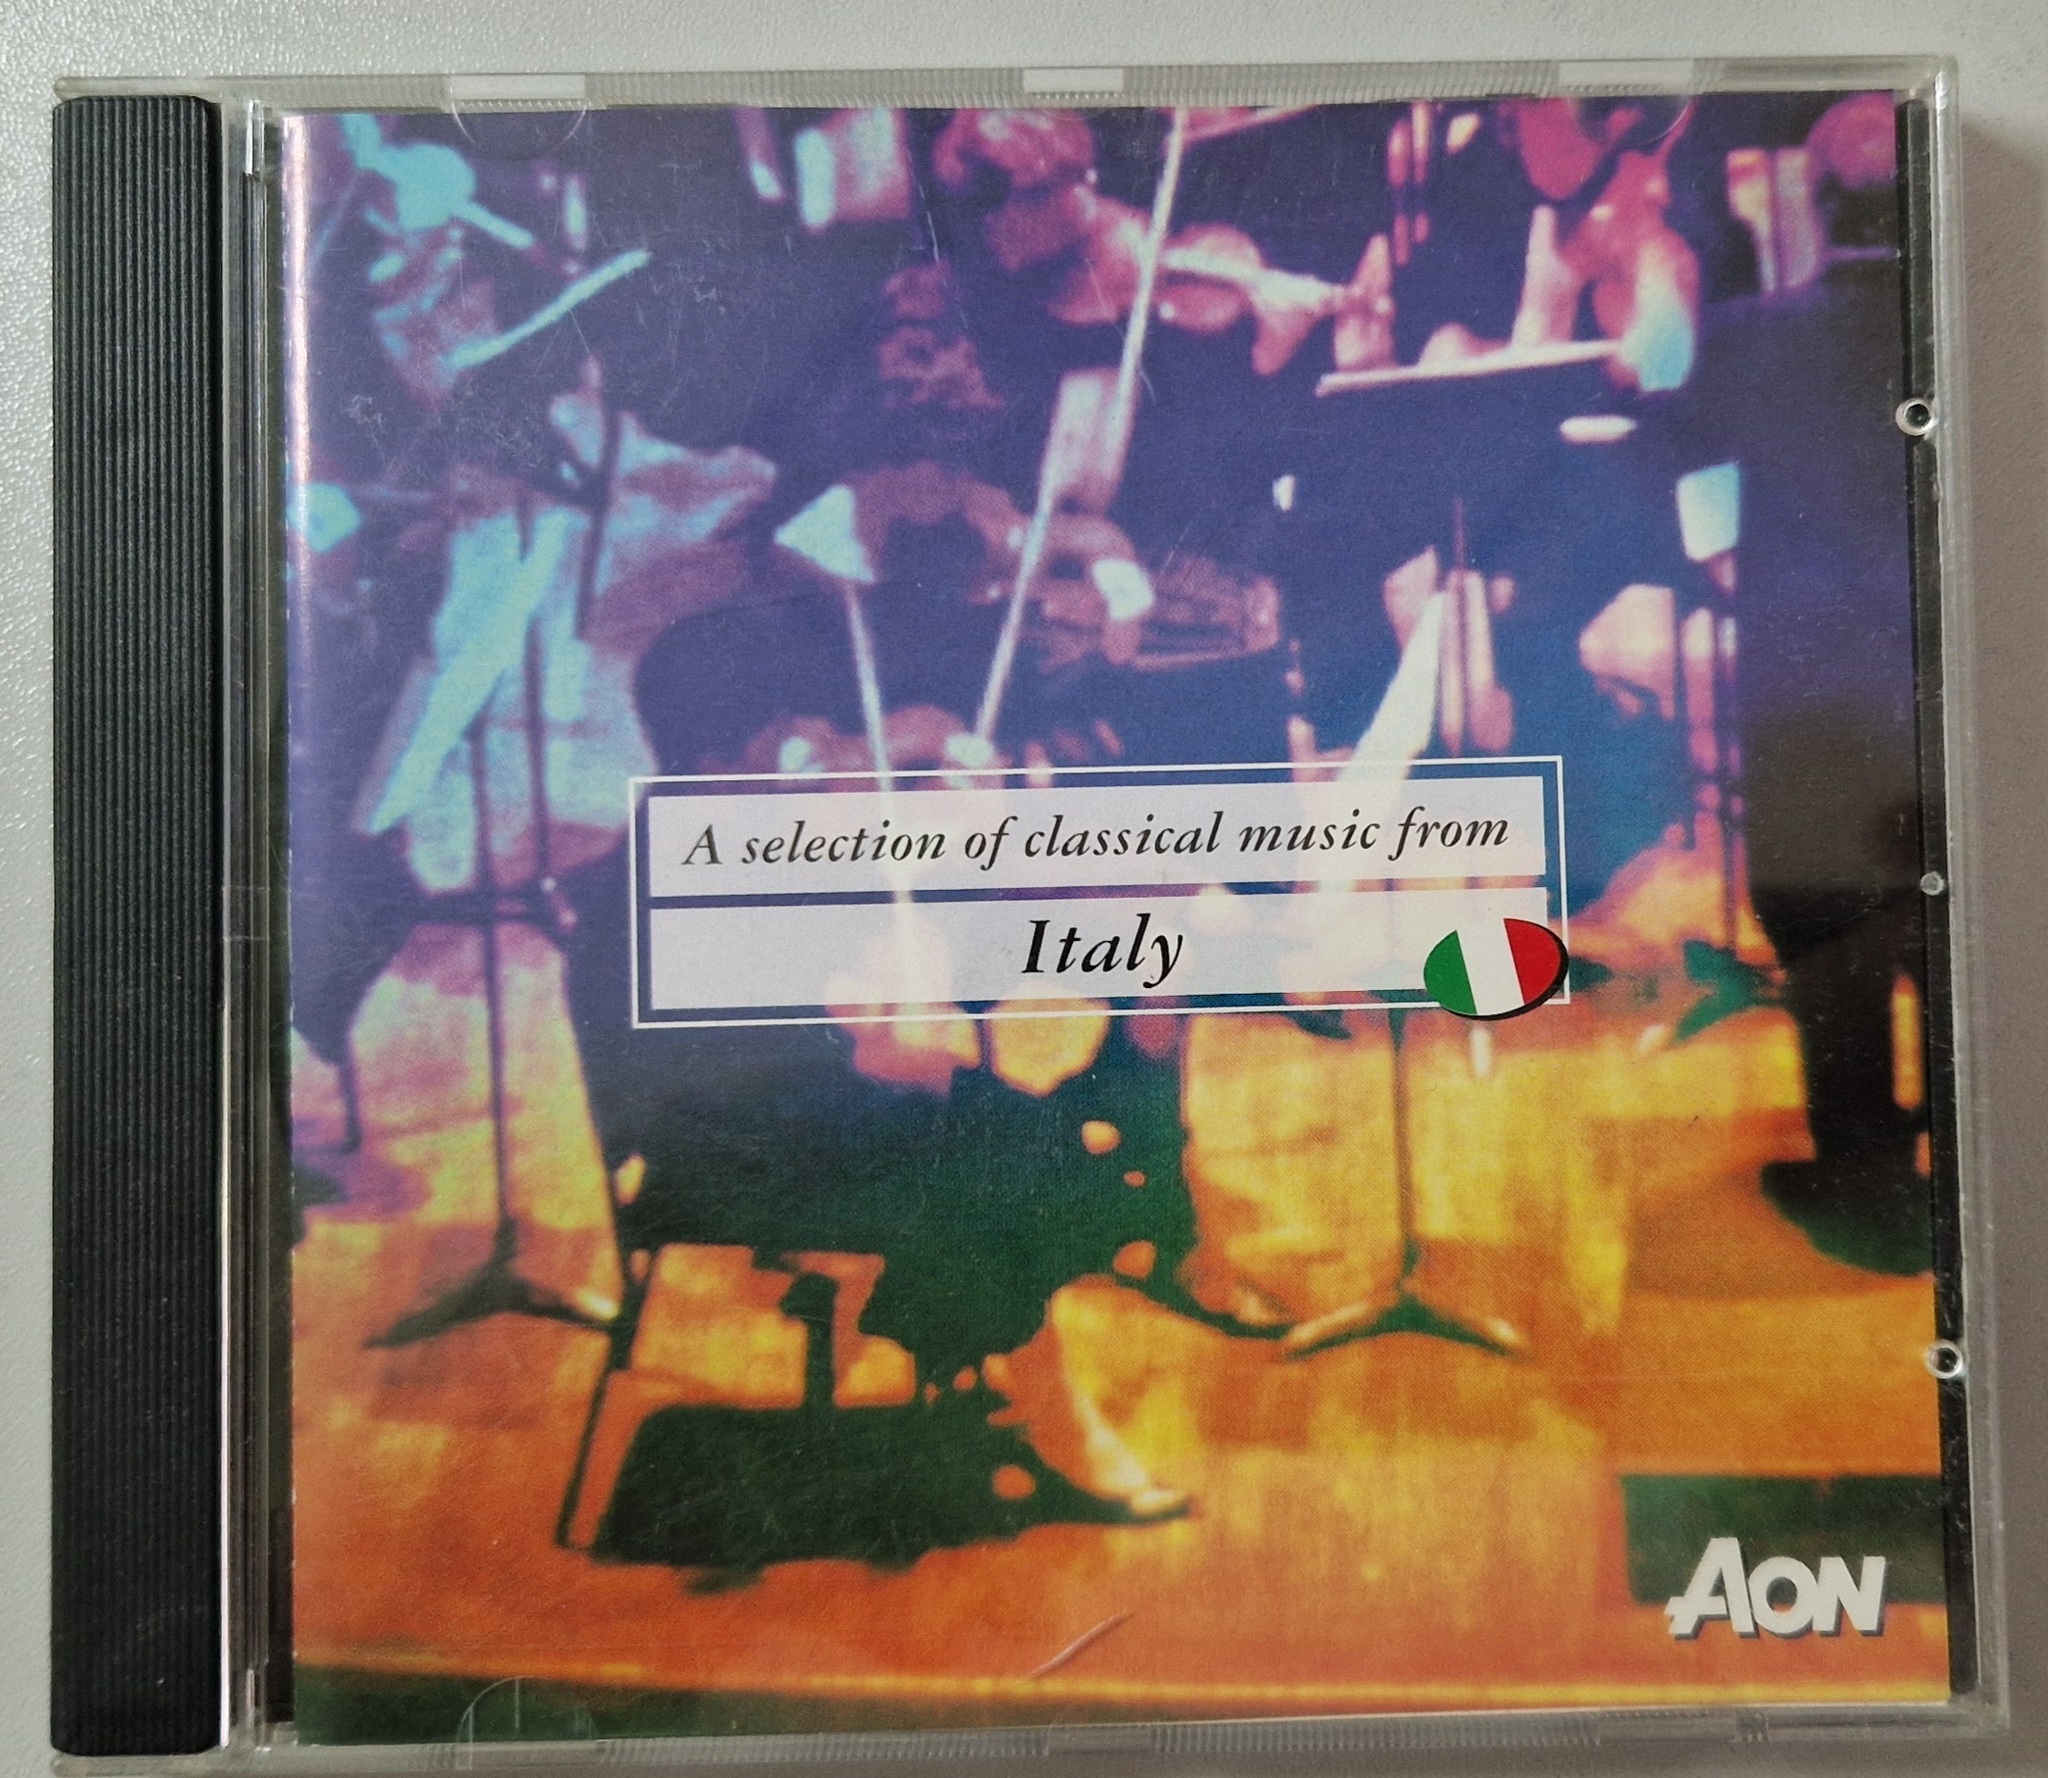 A selection of classical music from
Italy
AON